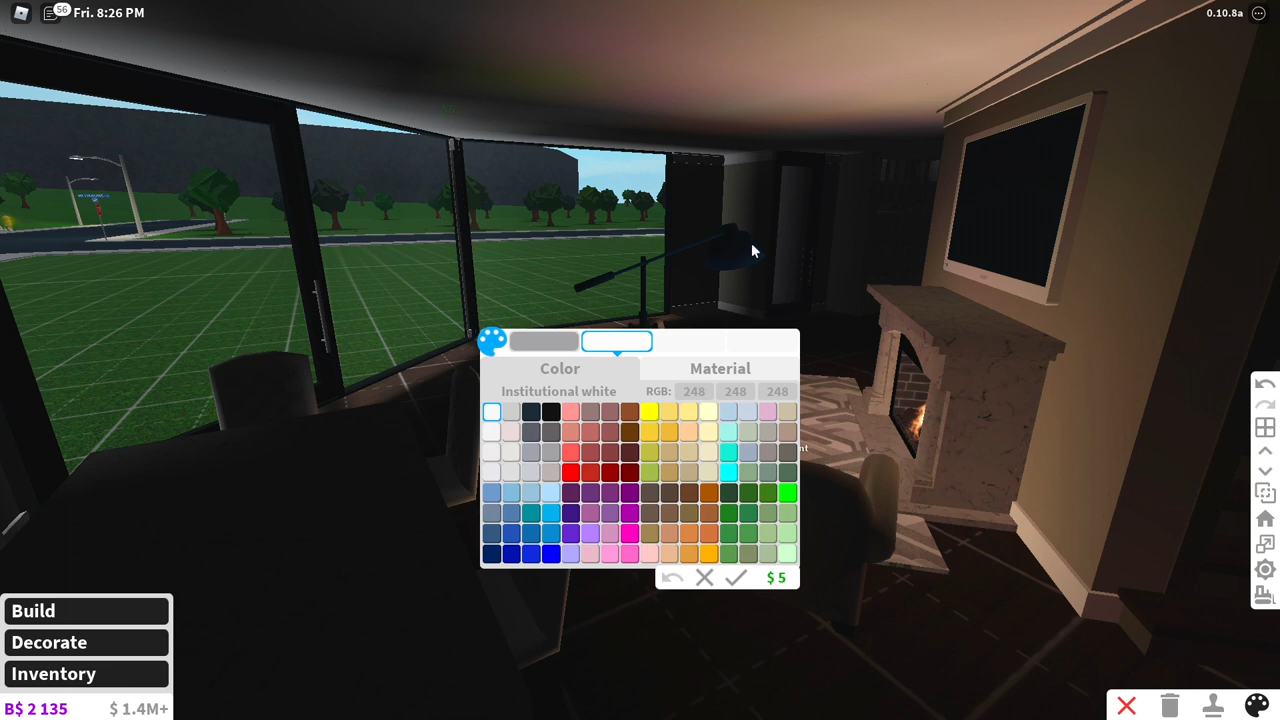 56 Fri. 8:26 PM
0.10.8a
Color Material
Institutional white RGB: 248 248 248
nt
$ 5
Build
Decorate
Inventory
B$ 2 135 $ 1.4M+